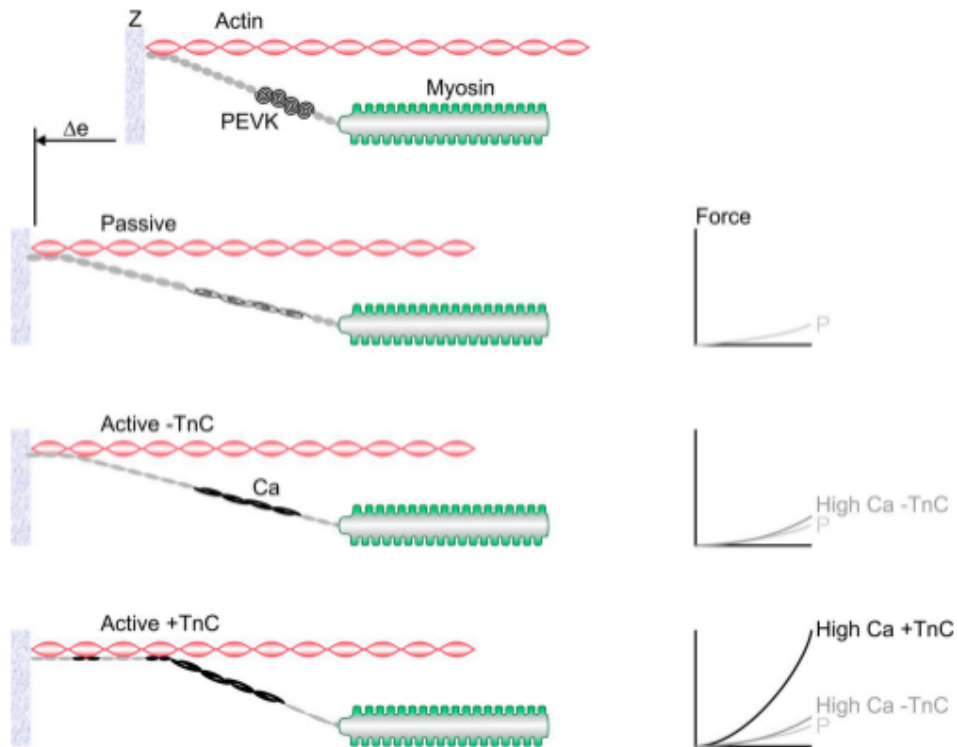 Z
Actin
Myosin
PEVK
Δe
Passive
Force
P
Active -TnC
Ca
High Ca -TnC
P
Active +TnC
High Ca +TnC
High Ca -TnC
P